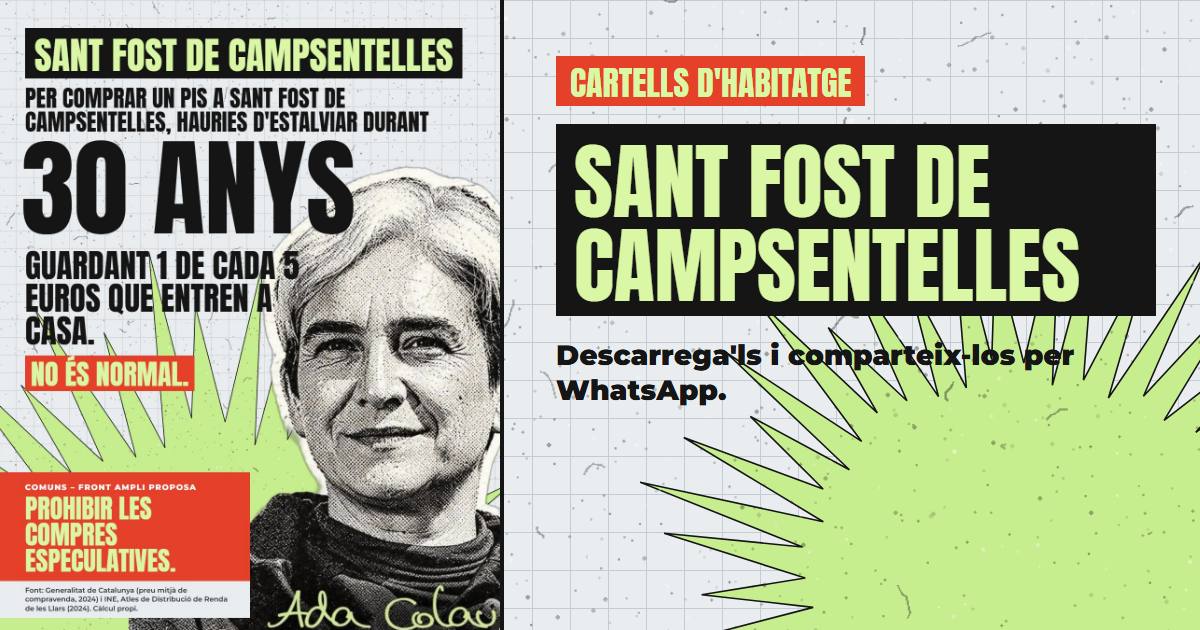 SANT FOST DE CAMPSENTELLES
PER COMPRAR UN PIS A SANT FOST DE
CAMPSENTELLES, HAURIES D'ESTALVIAR DURANT
30 ANYS
GUARDANT 1 DE CADA 5
EUROS QUE ENTREN A
CASA.
NO ÉS NORMAL.
COMUNS – FRONT AMPLI PROPOSA
PROHIBIR LES
COMPRES
ESPECULATIVES.
Font: Generalitat de Catalunya (preu mitjà de
compravenda, 2024) i INE, Atles de Distribució de Renda
de les Llars (2024). Càlcul propi.
Ada Colau
CARTELLS D'HABITATGE
SANT FOST DE
CAMPSENTELLES
Descarrega'ls i comparteix-los per
WhatsApp.